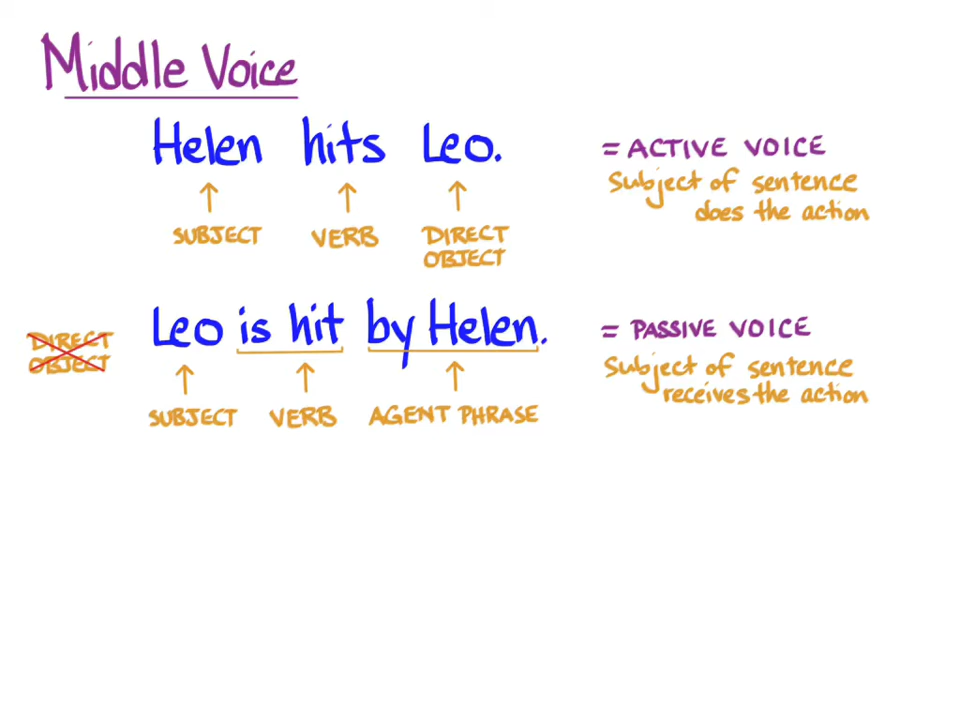 Middle Voice
Helen hits Leo.
= ACTIVE VOICE
Subject of sentence
does the action
SUBJECT VERB DIRECT
OBJECT
Leo is hit by Helen.
= PASSIVE VOICE
DIRECT
OBJECT
Subject of sentence
receives the action
SUBJECT VERB AGENT PHRASE